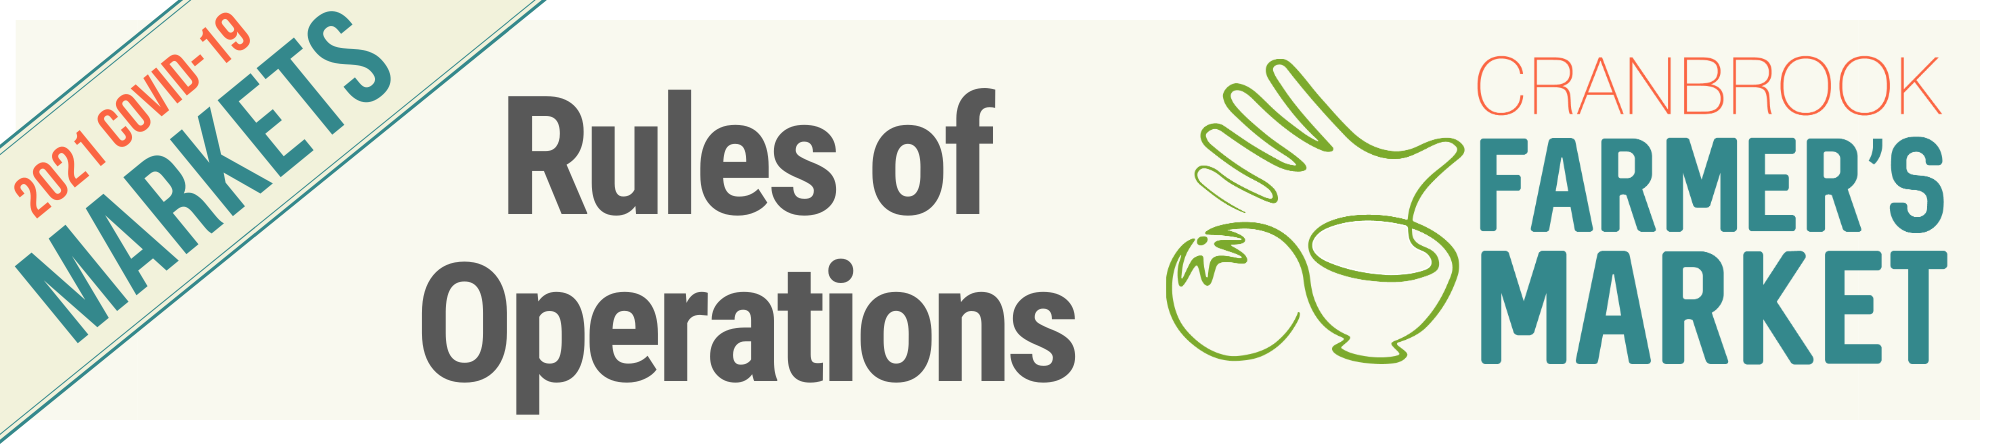 2021 COVID-19
MARKETS
Rules of
Operations
CRANBROOK
FARMER'S
MARKET